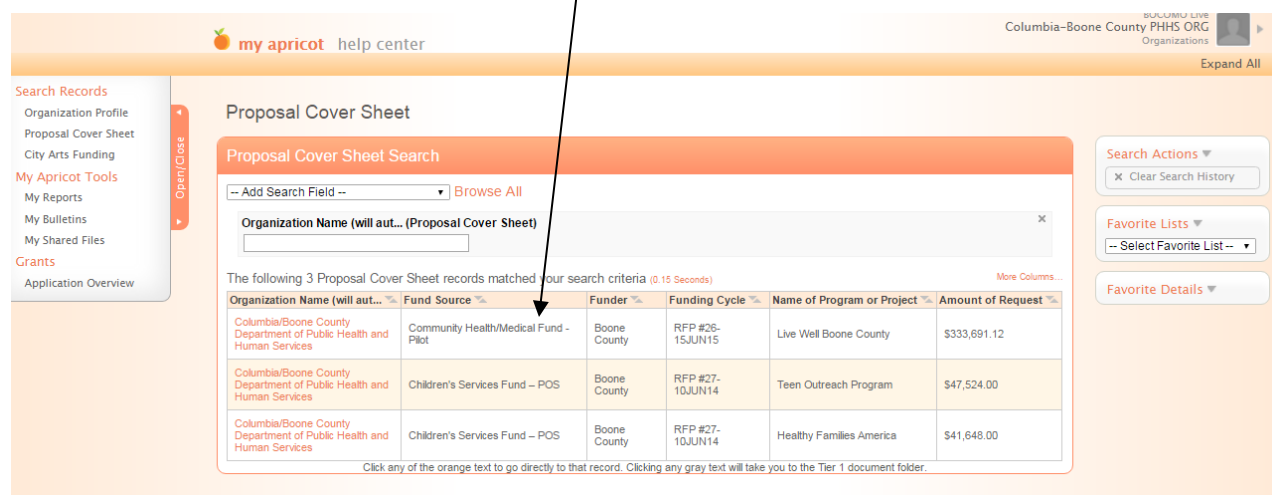 BOCOMO Live
Columbia-Boone County PHHS ORG
Organizations
my apricot help center
Expand All
Search Records
Organization Profile
Proposal Cover Sheet
City Arts Funding
My Apricot Tools
My Reports
My Bulletins
My Shared Files
Grants
Application Overview
Open/Close
Proposal Cover Sheet
Proposal Cover Sheet Search
-- Add Search Field -- Browse All
Organization Name (will aut... (Proposal Cover Sheet)
The following 3 Proposal Cover Sheet records matched your search criteria (0.15 Seconds) More Columns...
Organization Name (will aut... Fund Source Funder Funding Cycle Name of Program or Project Amount of Request
Columbia/Boone County Department of Public Health and Human Services Community Health/Medical Fund - Pilot Boone County RFP #26-15JUN15 Live Well Boone County $333,691.12
Columbia/Boone County Department of Public Health and Human Services Children's Services Fund -- POS Boone County RFP #27-10JUN14 Teen Outreach Program $47,524.00
Columbia/Boone County Department of Public Health and Human Services Children's Services Fund -- POS Boone County RFP #27-10JUN14 Healthy Families America $41,648.00
Click any of the orange text to go directly to that record. Clicking any gray text will take you to the Tier 1 document folder.
Search Actions
× Clear Search History
Favorite Lists
-- Select Favorite List --
Favorite Details